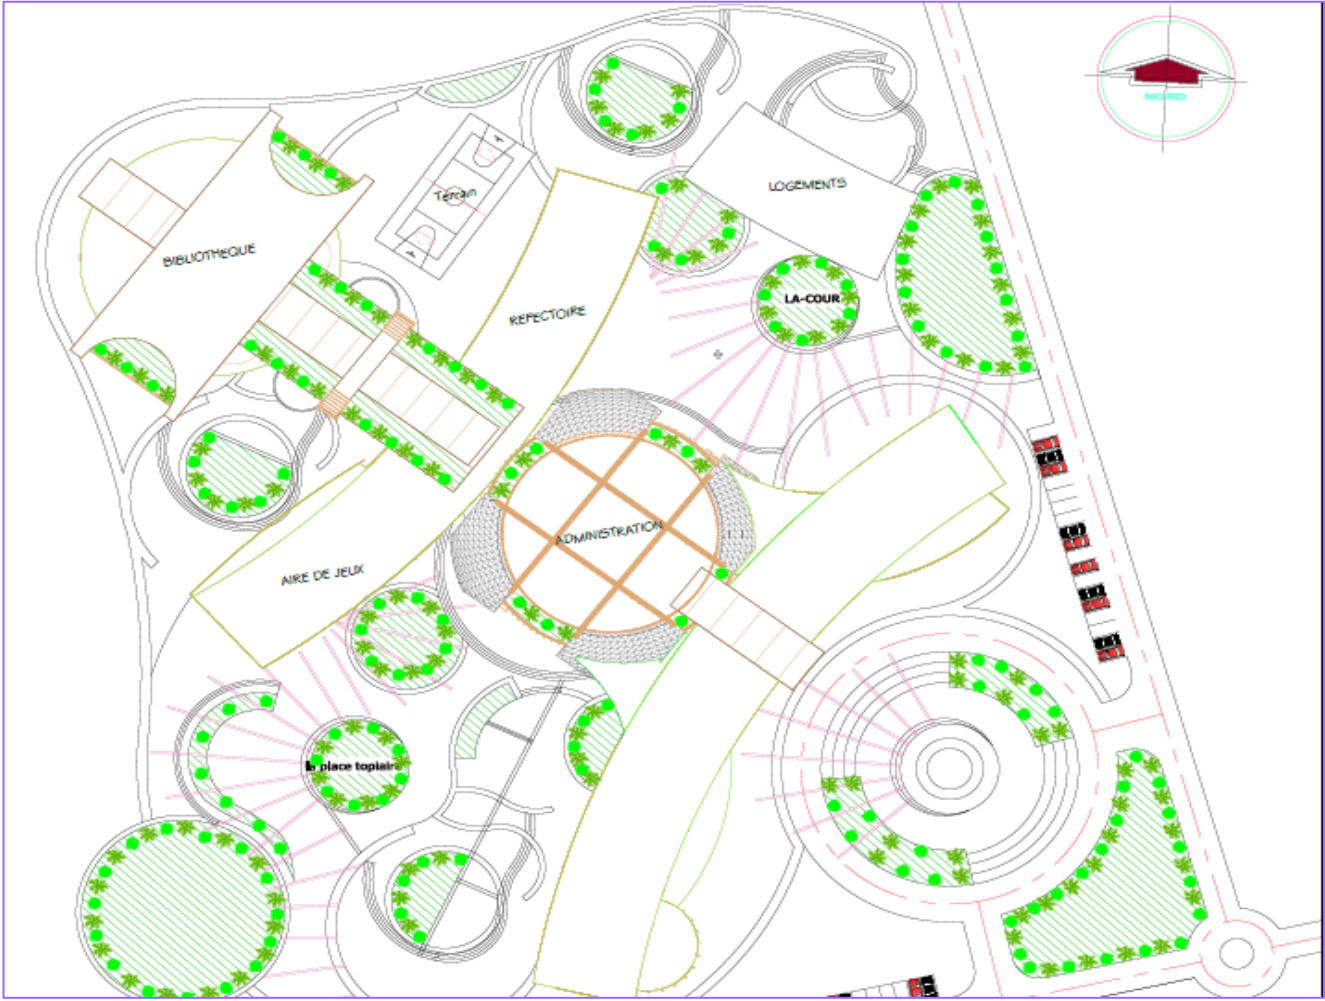 NORD
LOGEMENTS
Terrain
BIBLIOTHEQUE
LA-COUR
REFECTOIRE
ADMINISTRATION
AIRE DE JEUX
la place topiaire